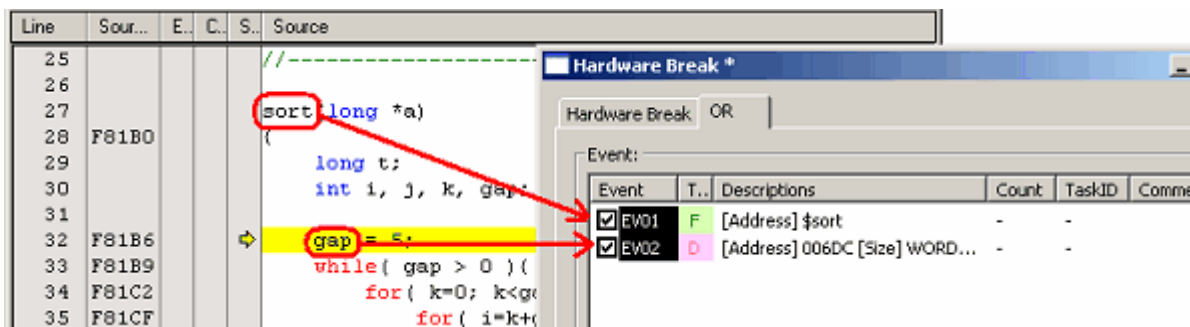 Line Sour... E.. C.. S.. Source
25 //-------------------
26
27 sort(long *a)
28 F81B0 {
29 long t;
30 int i, j, k, gap;
31
32 F81B6 gap = 5;
33 F81B9 while( gap > 0 ){
34 F81C2 for( k=0; k<
35 F81CF for( i=k+
Hardware Break *
Hardware Break OR
Event:
Event T.. Descriptions Count TaskID Comme
EV01 F [Address] $sort - -
EV02 D [Address] 006DC [Size] WORD... - -